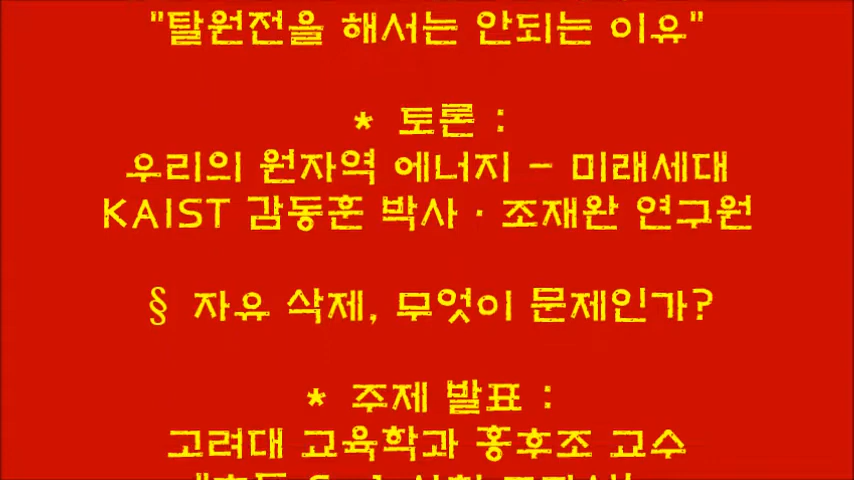 "탈원전을 해서는 안되는 이유"
* 토론 :
우리의 원자역 에너지 - 미래세대
KAIST 감동훈 박사 · 조재완 연구원
§ 자유 삭제, 무엇이 문제인가?
* 주제 발표 :
고려대 교육학과 홍후조 교수